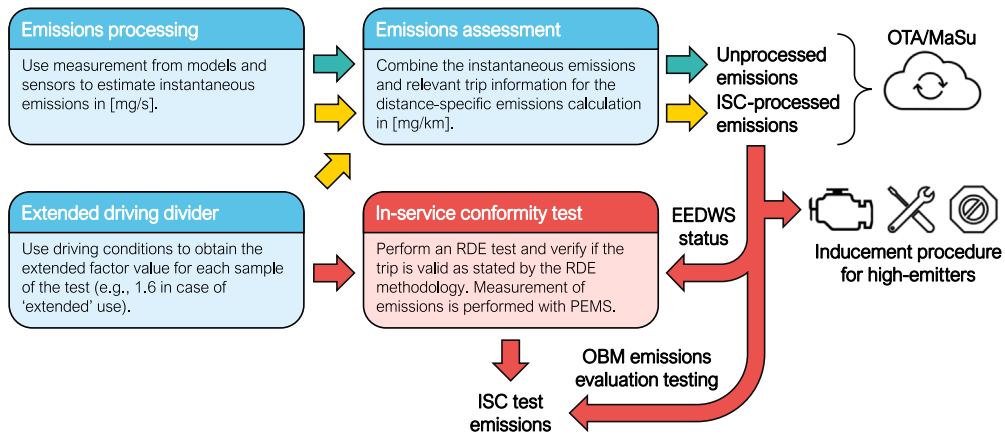 Emissions processing
Use measurement from models and
sensors to estimate instantaneous
emissions in [mg/s].
Emissions assessment
Combine the instantaneous emissions
and relevant trip information for the
distance-specific emissions calculation
in [mg/km].
Unprocessed
emissions
ISC-processed
emissions
OTA/MaSu
Extended driving divider
Use driving conditions to obtain the
extended factor value for each sample
of the test (e.g., 1.6 in case of
‘extended’ use).
In-service conformity test
Perform an RDE test and verify if the
trip is valid as stated by the RDE
methodology. Measurement of
emissions is performed with PEMS.
EEDWS
status
Inducement procedure
for high-emitters
OBM emissions
evaluation testing
ISC test
emissions